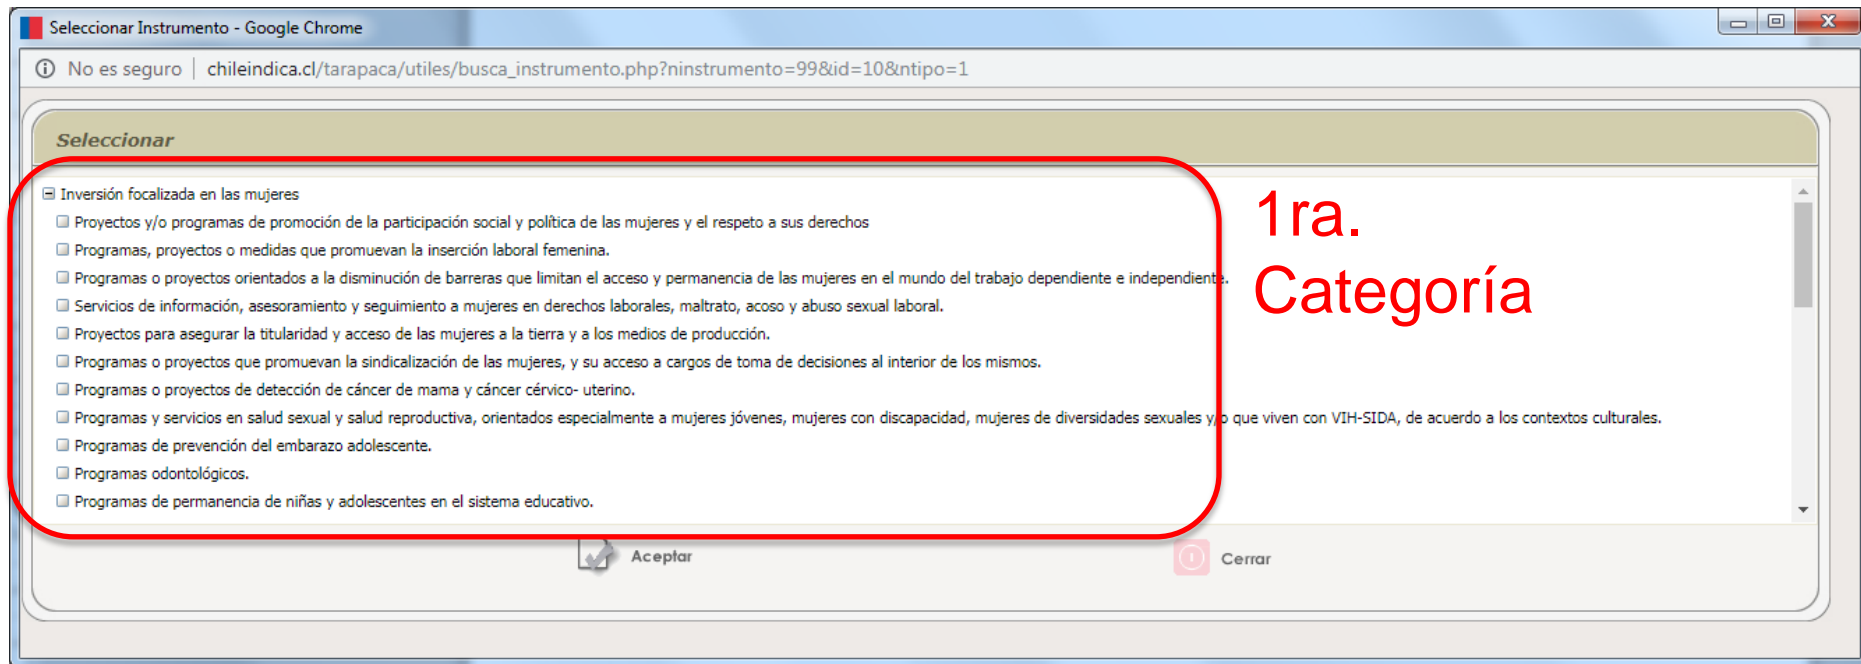 Seleccionar Instrumento - Google Chrome
No es seguro | chileindica.cl/tarapaca/utiles/busca_instrumento.php?ninstrumento=99&id=10&ntipo=1
Seleccionar
Inversión focalizada en las mujeres
Proyectos y/o programas de promoción de la participación social y política de las mujeres y el respeto a sus derechos
Programas, proyectos o medidas que promuevan la inserción laboral femenina.
Programas o proyectos orientados a la disminución de barreras que limitan el acceso y permanencia de las mujeres en el mundo del trabajo dependiente e independiente.
Servicios de información, asesoramiento y seguimiento a mujeres en derechos laborales, maltrato, acoso y abuso sexual laboral.
Proyectos para asegurar la titularidad y acceso de las mujeres a la tierra y a los medios de producción.
Programas o proyectos que promuevan la sindicalización de las mujeres, y su acceso a cargos de toma de decisiones al interior de los mismos.
Programas o proyectos de detección de cáncer de mama y cáncer cérvico- uterino.
Programas y servicios en salud sexual y salud reproductiva, orientados especialmente a mujeres jóvenes, mujeres con discapacidad, mujeres de diversidades sexuales y/o que viven con VIH-SIDA, de acuerdo a los contextos culturales.
Programas de prevención del embarazo adolescente.
Programas odontológicos.
Programas de permanencia de niñas y adolescentes en el sistema educativo.
1ra.
Categoría
Aceptar
Cerrar